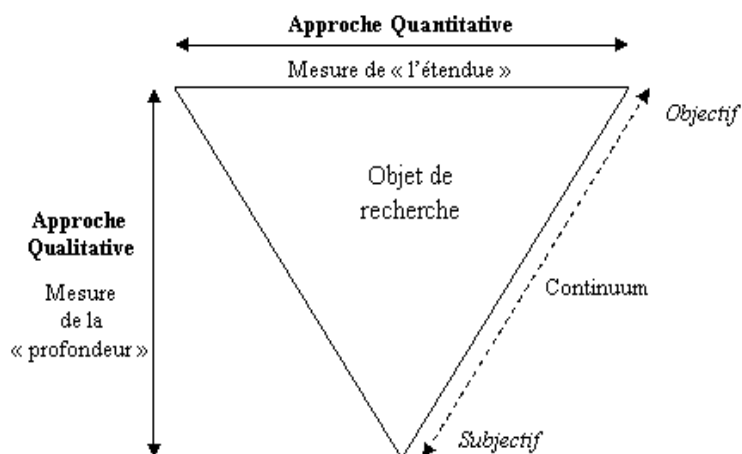 Approche Quantitative
Mesure de « l'étendue »
Objectif
Objet de
recherche
Approche
Qualitative
Mesure
de la
« profondeur »
Continuum
Subjectif